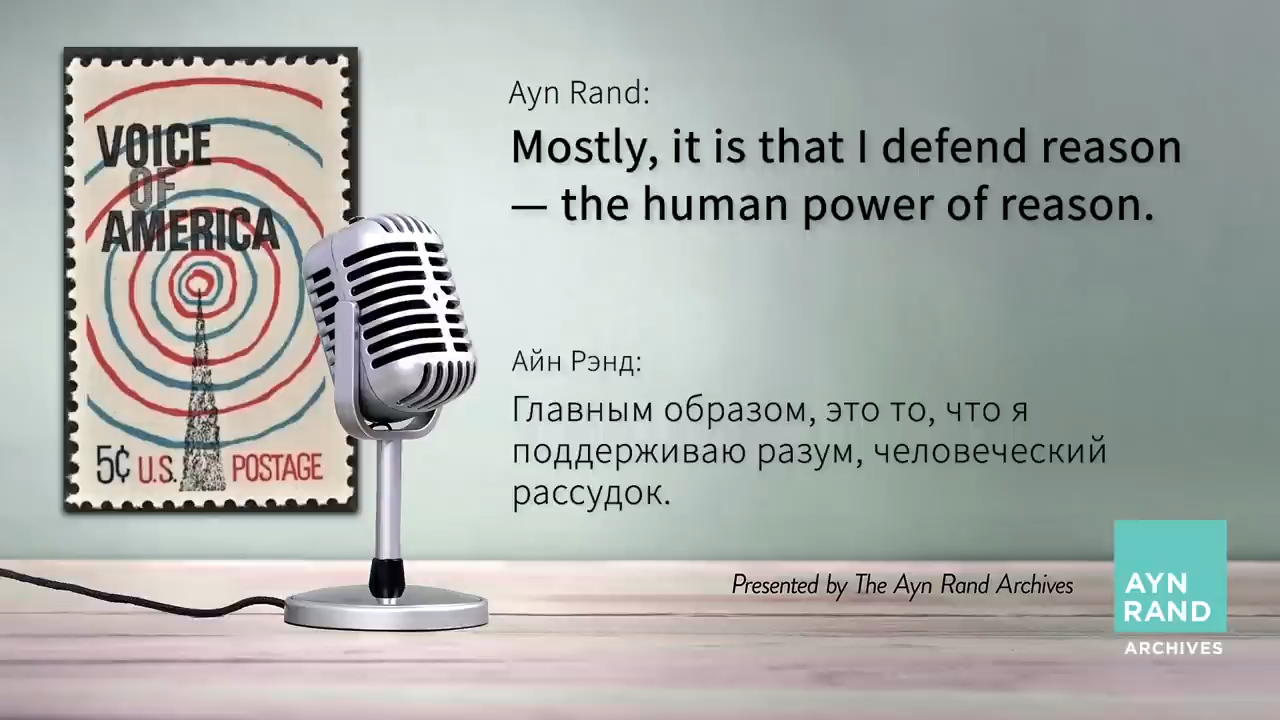 VOICE
OF
AMERICA
5¢ U.S. POSTAGE
Ayn Rand:
Mostly, it is that I defend reason
— the human power of reason.
Айн Рэнд:
Главным образом, это то, что я
поддерживаю разум, человеческий
рассудок.
Presented by The Ayn Rand Archives
AYN
RAND
ARCHIVES